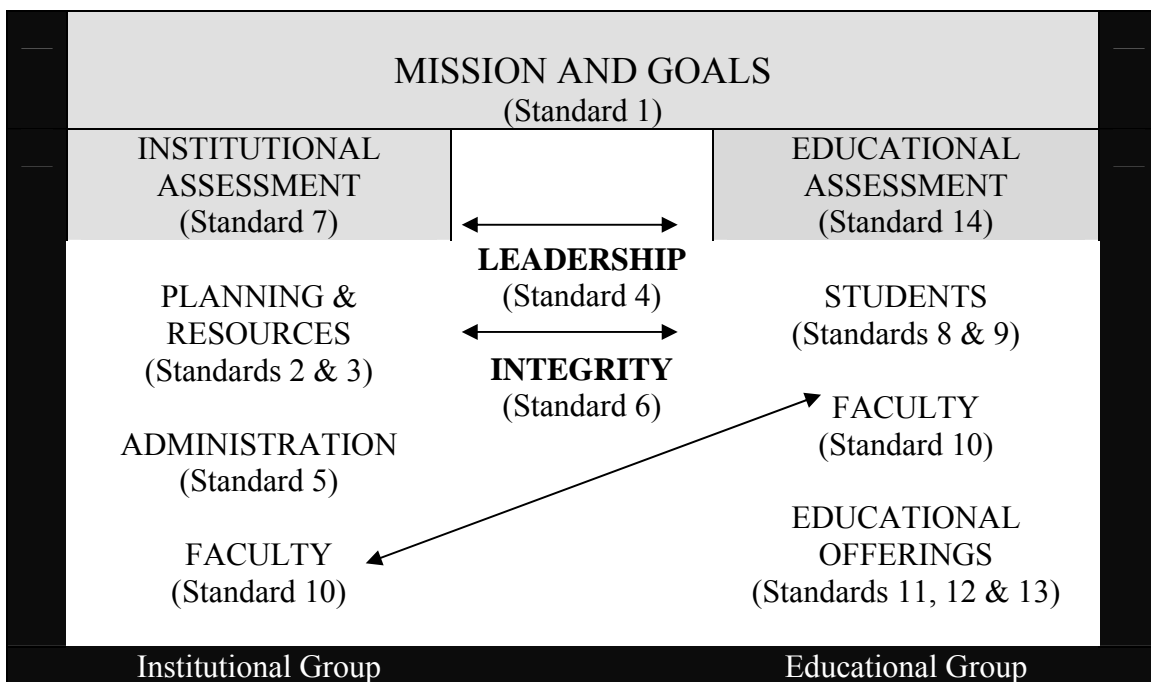 MISSION AND GOALS
(Standard 1)
INSTITUTIONAL
ASSESSMENT
(Standard 7)
PLANNING &
RESOURCES
(Standards 2 & 3)
ADMINISTRATION
(Standard 5)
FACULTY
(Standard 10)
LEADERSHIP
(Standard 4)
INTEGRITY
(Standard 6)
EDUCATIONAL
ASSESSMENT
(Standard 14)
STUDENTS
(Standards 8 & 9)
FACULTY
(Standard 10)
EDUCATIONAL
OFFERINGS
(Standards 11, 12 & 13)
Institutional Group
Educational Group